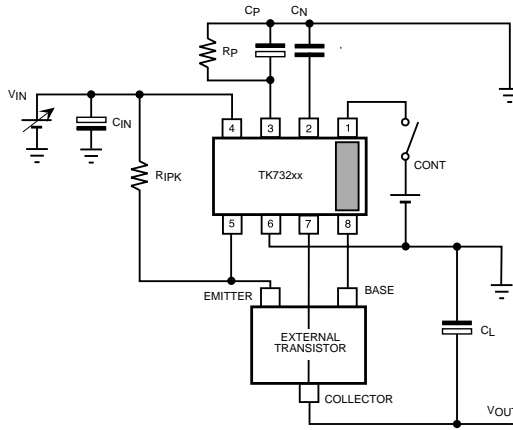 CP
CN
RP
VIN
CIN
4
3
2
1
CONT
RIPK
TK732xx
5
6
7
8
EMITTER
BASE
EXTERNAL
TRANSISTOR
CL
COLLECTOR
VOUT